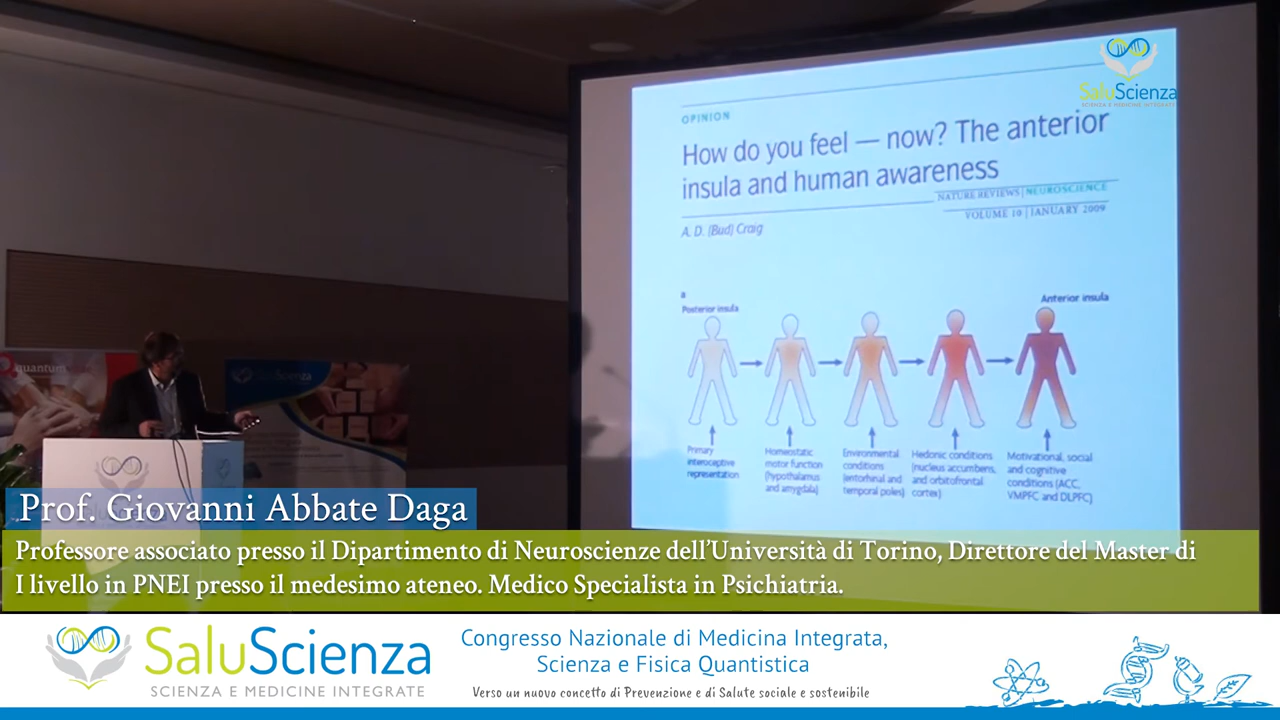 SaluScienza
SCIENZA E MEDICINE INTEGRATE
OPINION
How do you feel — now? The anterior
insula and human awareness
NATURE REVIEWS | NEUROSCIENCE
VOLUME 10 | JANUARY 2009
A. D. (Bud) Craig
a
Posterior insula
Anterior insula
Primary
interoceptive
representation
Homeostatic
motor function
(hypothalamus
and amygdala)
Environmental
conditions
(entorhinal and
temporal poles)
Hedonic conditions
(nucleus accumbens,
and orbitofrontal
cortex)
Motivational, social
and cognitive
conditions (ACC,
VMPFC and DLPFC)
quantum
SaluScienza
Prof. Giovanni Abbate Daga
Professore associato presso il Dipartimento di Neuroscienze dell’Università di Torino, Direttore del Master di
I livello in PNEI presso il medesimo ateneo. Medico Specialista in Psichiatria.
SaluScienza
SCIENZA E MEDICINE INTEGRATE
Congresso Nazionale di Medicina Integrata,
Scienza e Fisica Quantistica
Verso un nuovo concetto di Prevenzione e di Salute sociale e sostenibile